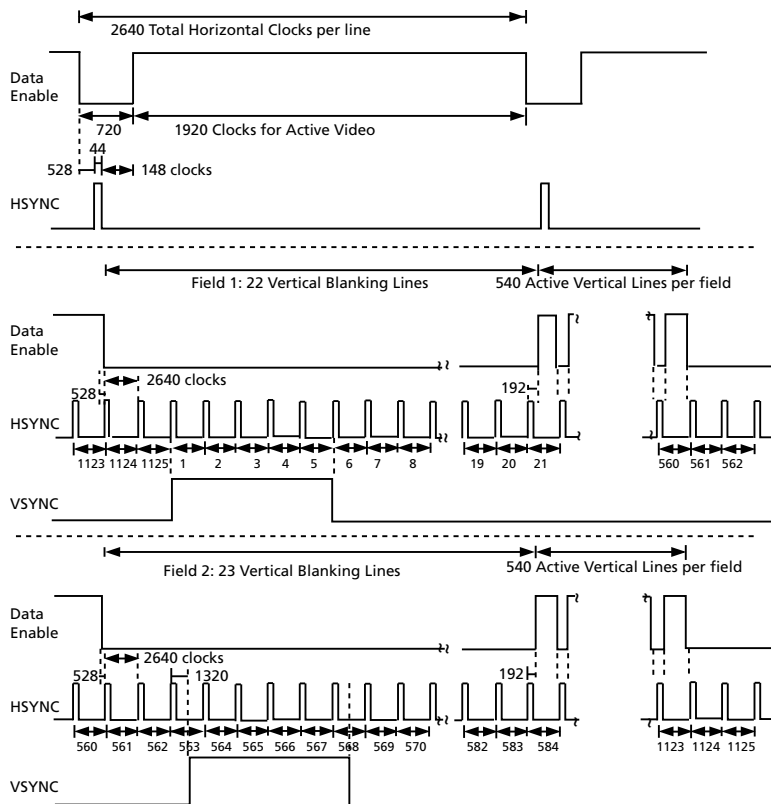 2640 Total Horizontal Clocks per line
Data
Enable
720
1920 Clocks for Active Video
44
528
148 clocks
HSYNC
Field 1: 22 Vertical Blanking Lines
540 Active Vertical Lines per field
Data
Enable
2640 clocks
528
192
HSYNC
1123 1124 1125 1 2 3 4 5 6 7 8 19 20 21 560 561 562
VSYNC
Field 2: 23 Vertical Blanking Lines
540 Active Vertical Lines per field
Data
Enable
2640 clocks
528
1320
192
HSYNC
560 561 562 563 564 565 566 567 568 569 570 582 583 584 1123 1124 1125
VSYNC